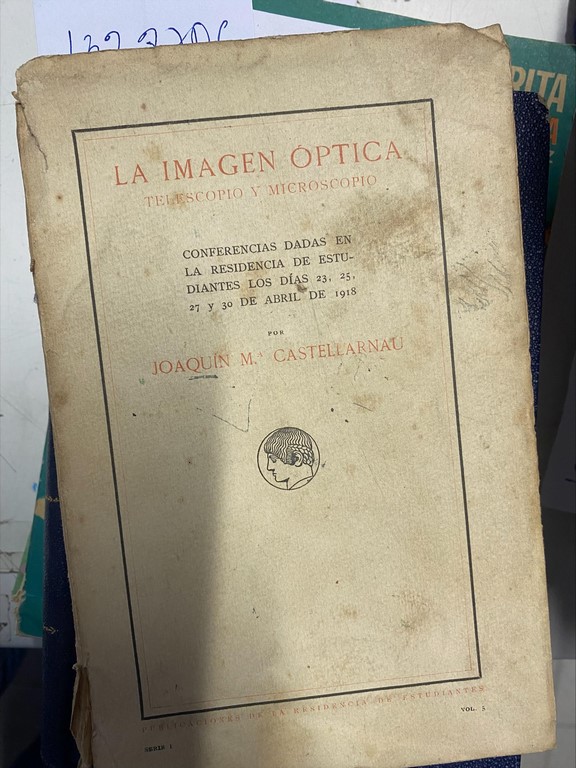 LA IMAGEN ÓPTICA
TELESCOPIO Y MICROSCOPIO
CONFERENCIAS DADAS EN
LA RESIDENCIA DE ESTU-
DIANTES LOS DÍAS 23, 25,
27 y 30 DE ABRIL DE 1918
POR
JOAQUÍN M.ª CASTELLARNAU
PUBLICACIONES DE LA RESIDENCIA DE ESTUDIANTES
SERIE I
VOL. 5